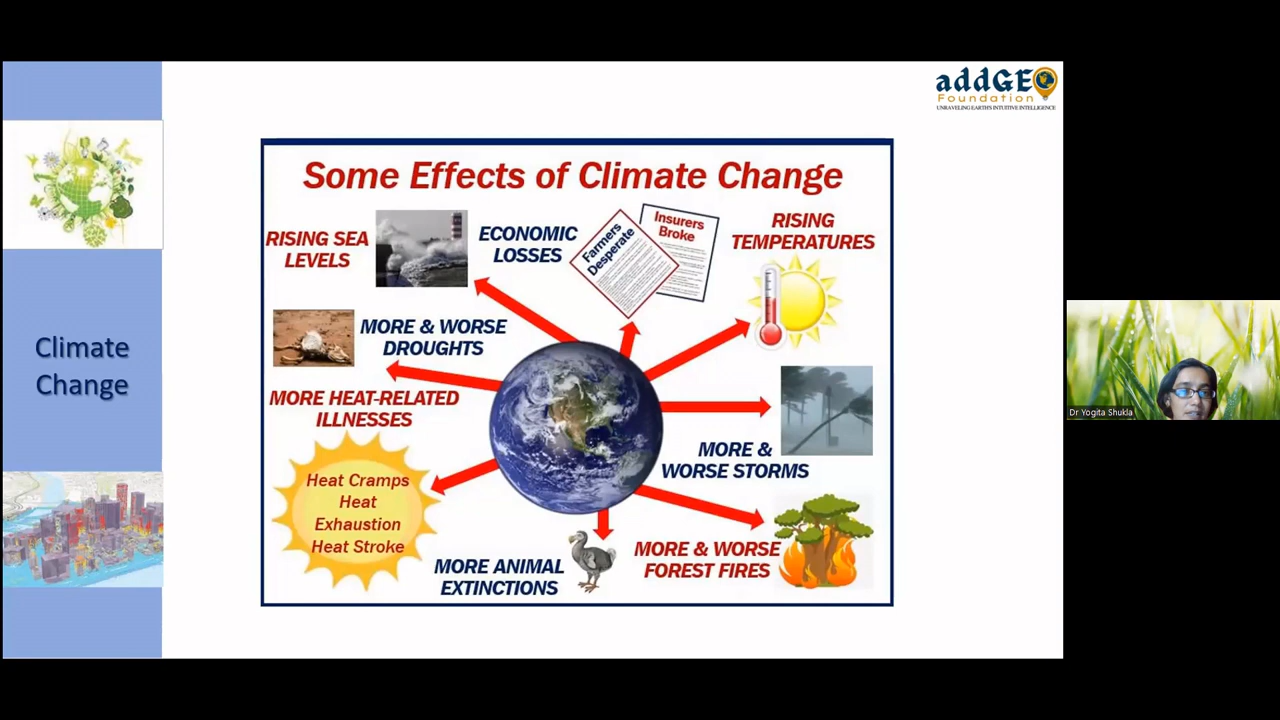 addGEO
Foundation
UNRAVELING EARTH'S INTUITIVE INTELLIGENCE
Climate
Change
Some Effects of Climate Change
RISING SEA
LEVELS
ECONOMIC
LOSSES
Farmers
Desperate
Insurers
Broke
RISING
TEMPERATURES
MORE & WORSE
DROUGHTS
MORE HEAT-RELATED
ILLNESSES
Heat Cramps
Heat
Exhaustion
Heat Stroke
MORE &
WORSE STORMS
MORE ANIMAL
EXTINCTIONS
MORE & WORSE
FOREST FIRES
Dr Yogita Shukla